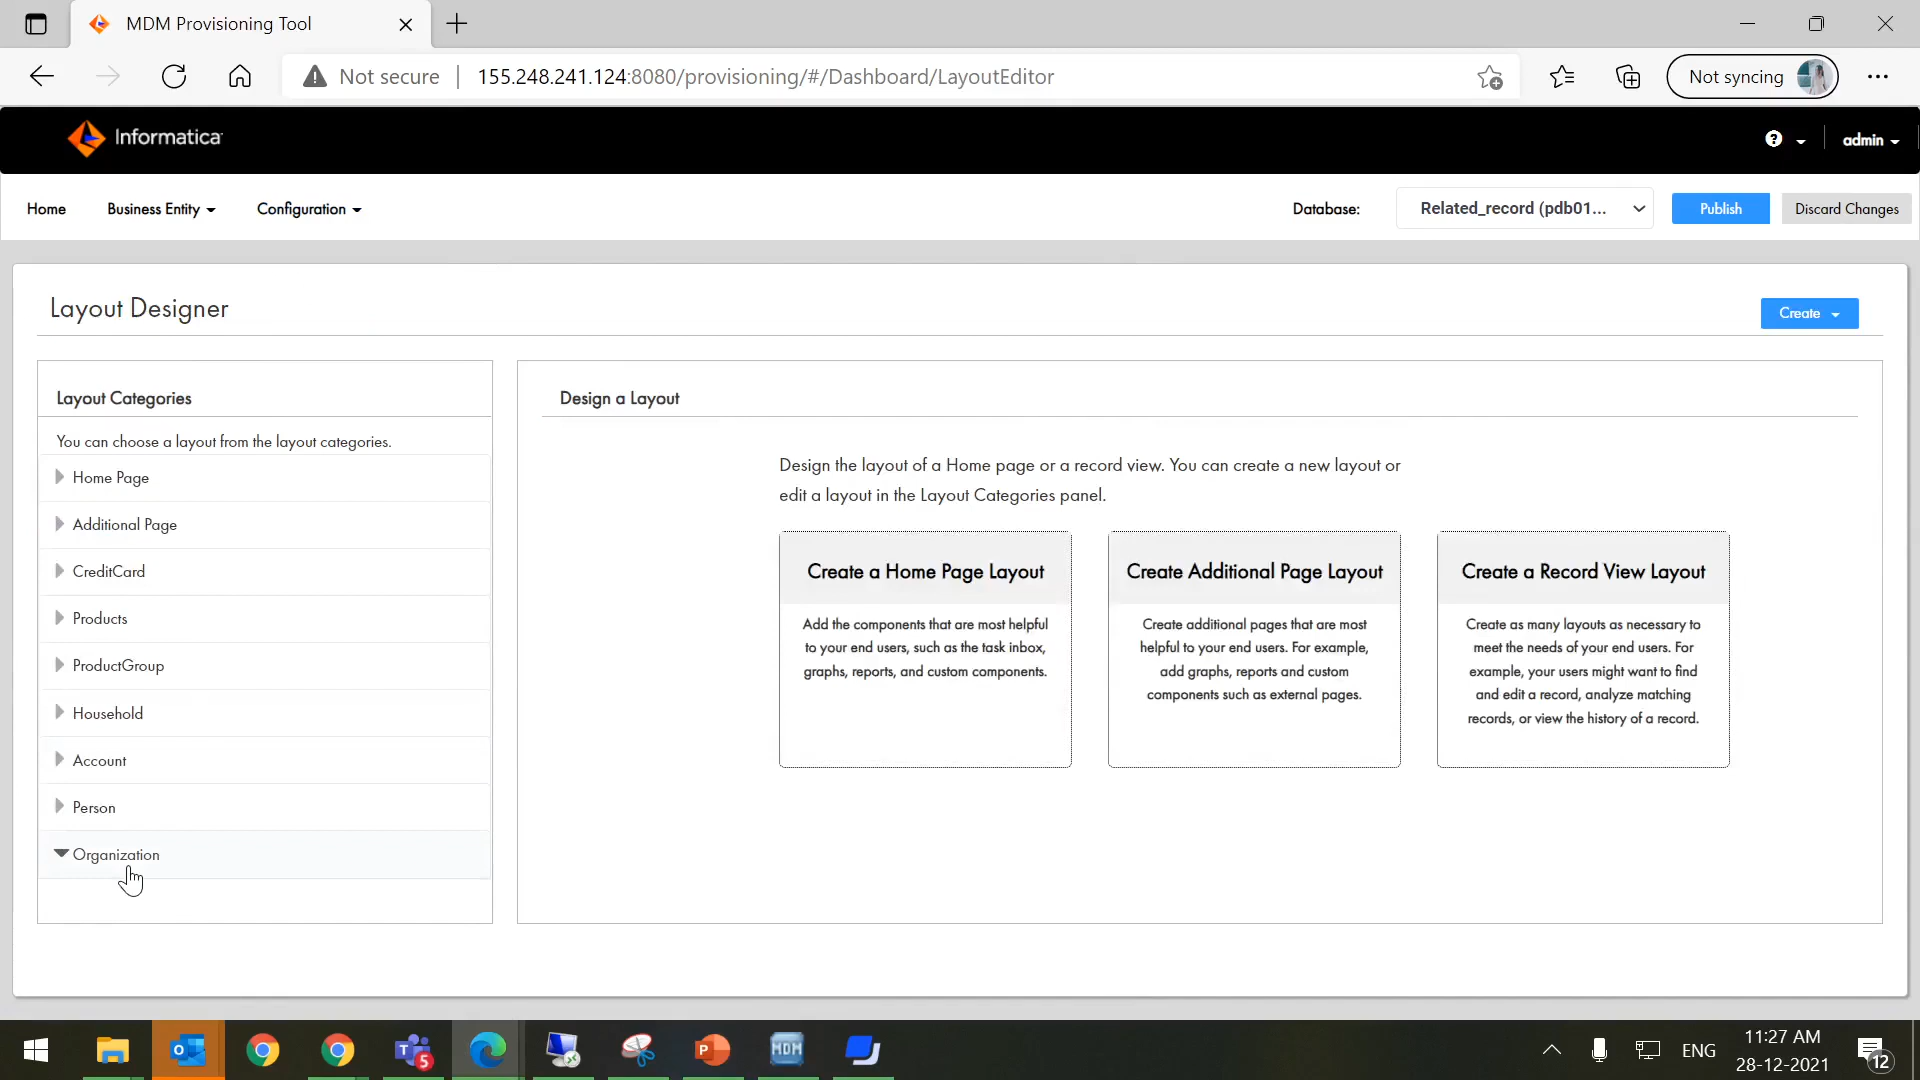 MDM Provisioning Tool
Not secure
155.248.241.124:8080/provisioning/#/Dashboard/LayoutEditor
Not syncing
Informatica
?
admin
Home
Business Entity
Configuration
Database:
Related_record (pdb01...
Publish
Discard Changes
Layout Designer
Create
Layout Categories
You can choose a layout from the layout categories.
Home Page
Additional Page
CreditCard
Products
ProductGroup
Household
Account
Person
Organization
Design a Layout
Design the layout of a Home page or a record view. You can create a new layout or
edit a layout in the Layout Categories panel.
Create a Home Page Layout
Add the components that are most helpful
to your end users, such as the task inbox,
graphs, reports, and custom components.
Create Additional Page Layout
Create additional pages that are most
helpful to your end users. For example,
add graphs, reports and custom
components such as external pages.
Create a Record View Layout
Create as many layouts as necessary to
meet the needs of your end users. For
example, your users might want to find
and edit a record, analyze matching
records, or view the history of a record.
5
MDM
ENG
11:27 AM
28-12-2021
12